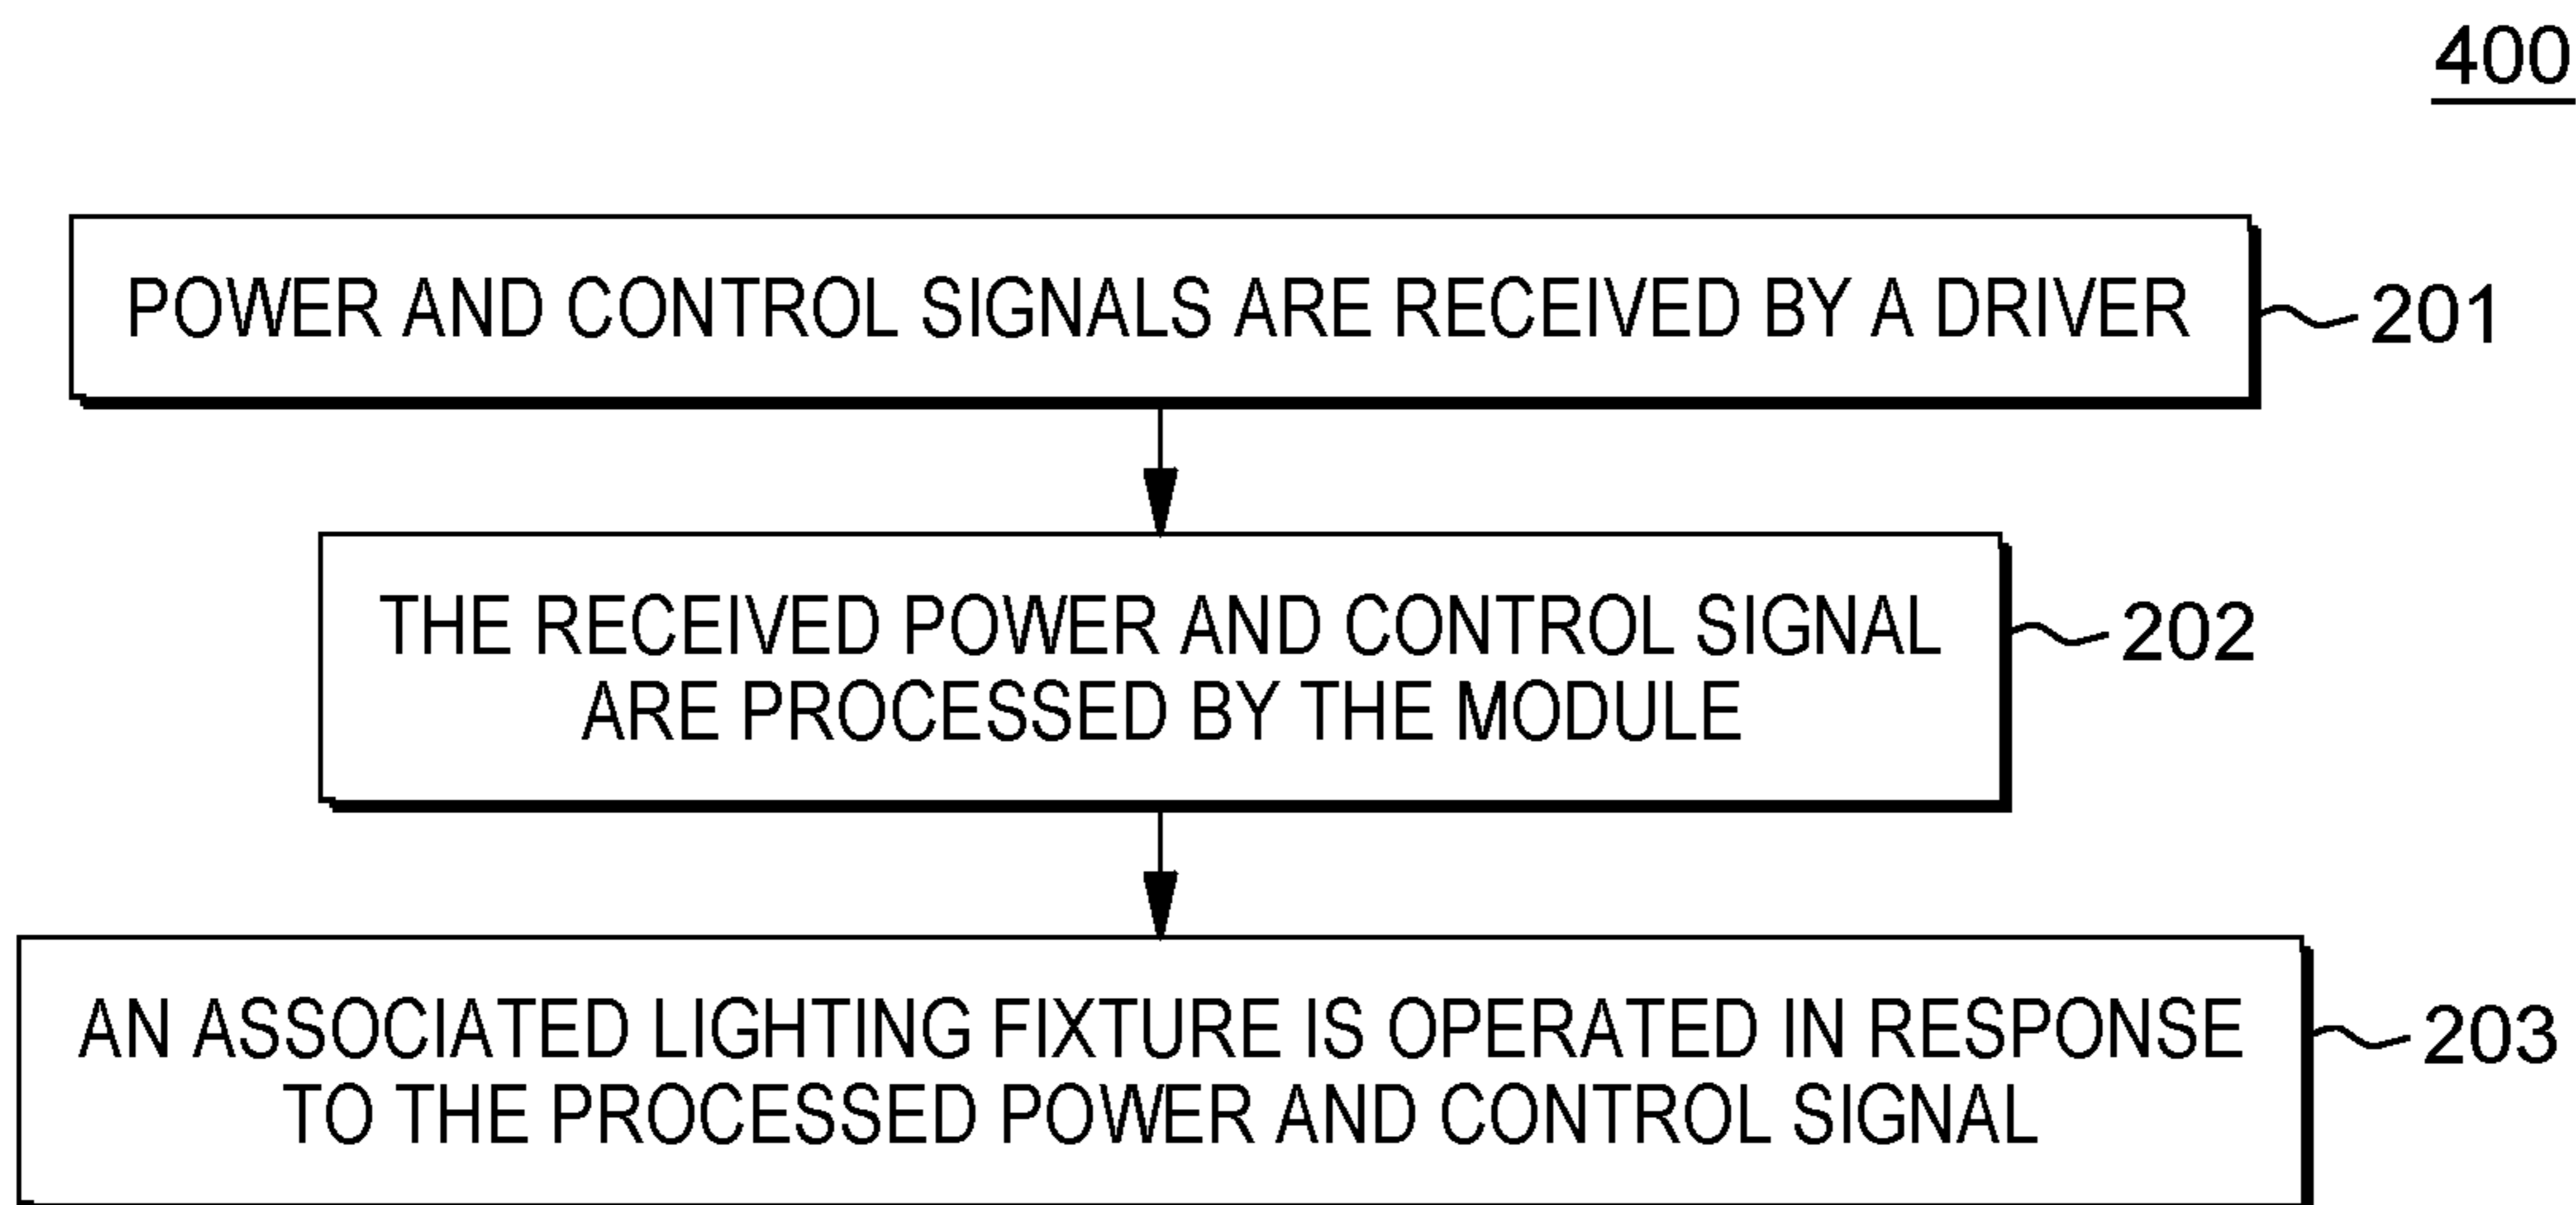 400
POWER AND CONTROL SIGNALS ARE RECEIVED BY A DRIVER
201
THE RECEIVED POWER AND CONTROL SIGNAL
ARE PROCESSED BY THE MODULE
202
AN ASSOCIATED LIGHTING FIXTURE IS OPERATED IN RESPONSE
TO THE PROCESSED POWER AND CONTROL SIGNAL
203